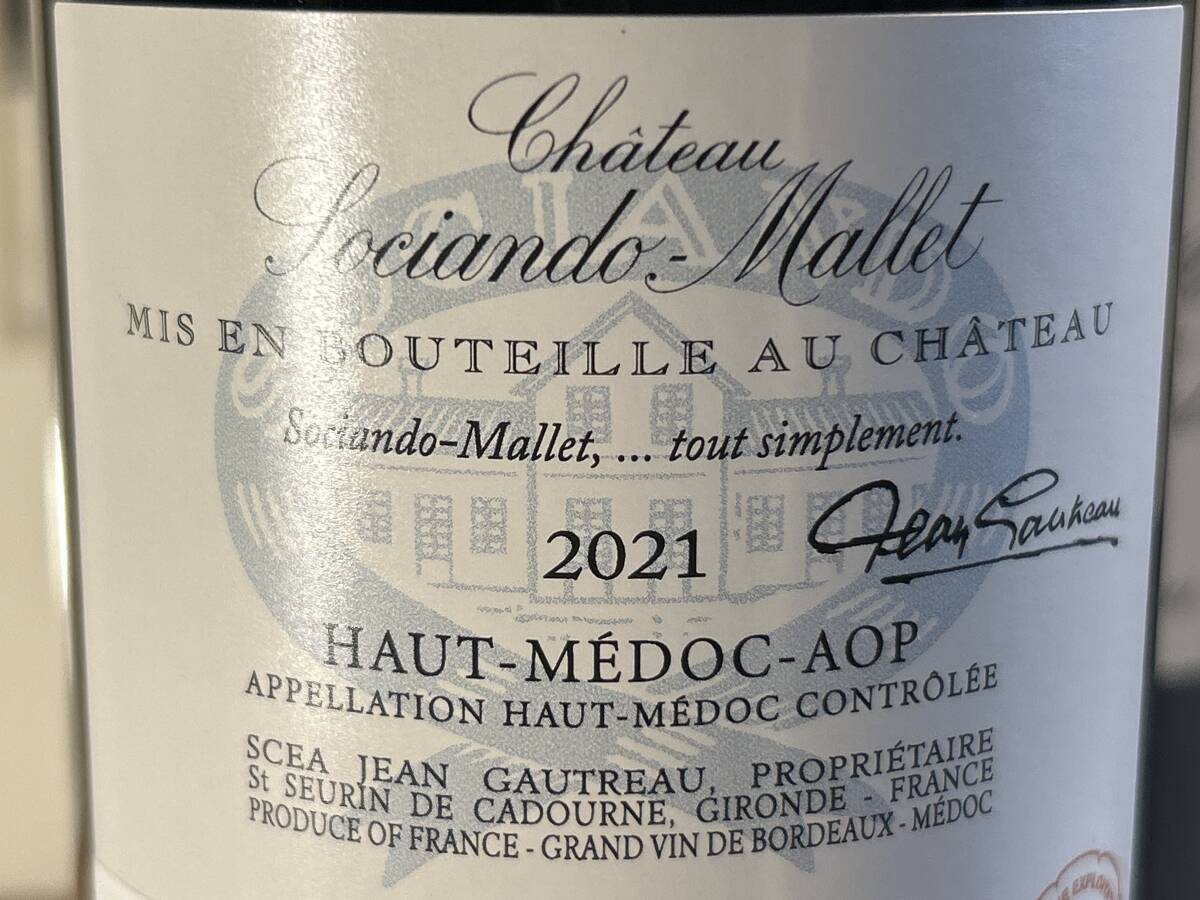 Château
Sociando-Mallet
MIS EN BOUTEILLE AU CHÂTEAU
Sociando-Mallet, ... tout simplement.
Jean Gautreau
2021
HAUT-MÉDOC-AOP
APPELLATION HAUT-MÉDOC CONTRÔLÉE
SCEA JEAN GAUTREAU, PROPRIÉTAIRE
St SEURIN DE CADOURNE, GIRONDE - FRANCE
PRODUCE OF FRANCE - GRAND VIN DE BORDEAUX - MÉDOC